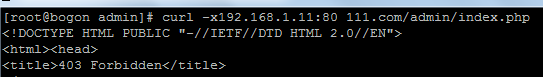 [root@bogon admin]# curl -x192.168.1.11:80 111.com/admin/index.php
<!DOCTYPE HTML PUBLIC "-//IETF//DTD HTML 2.0//EN">
<html><head>
<title>403 Forbidden</title>